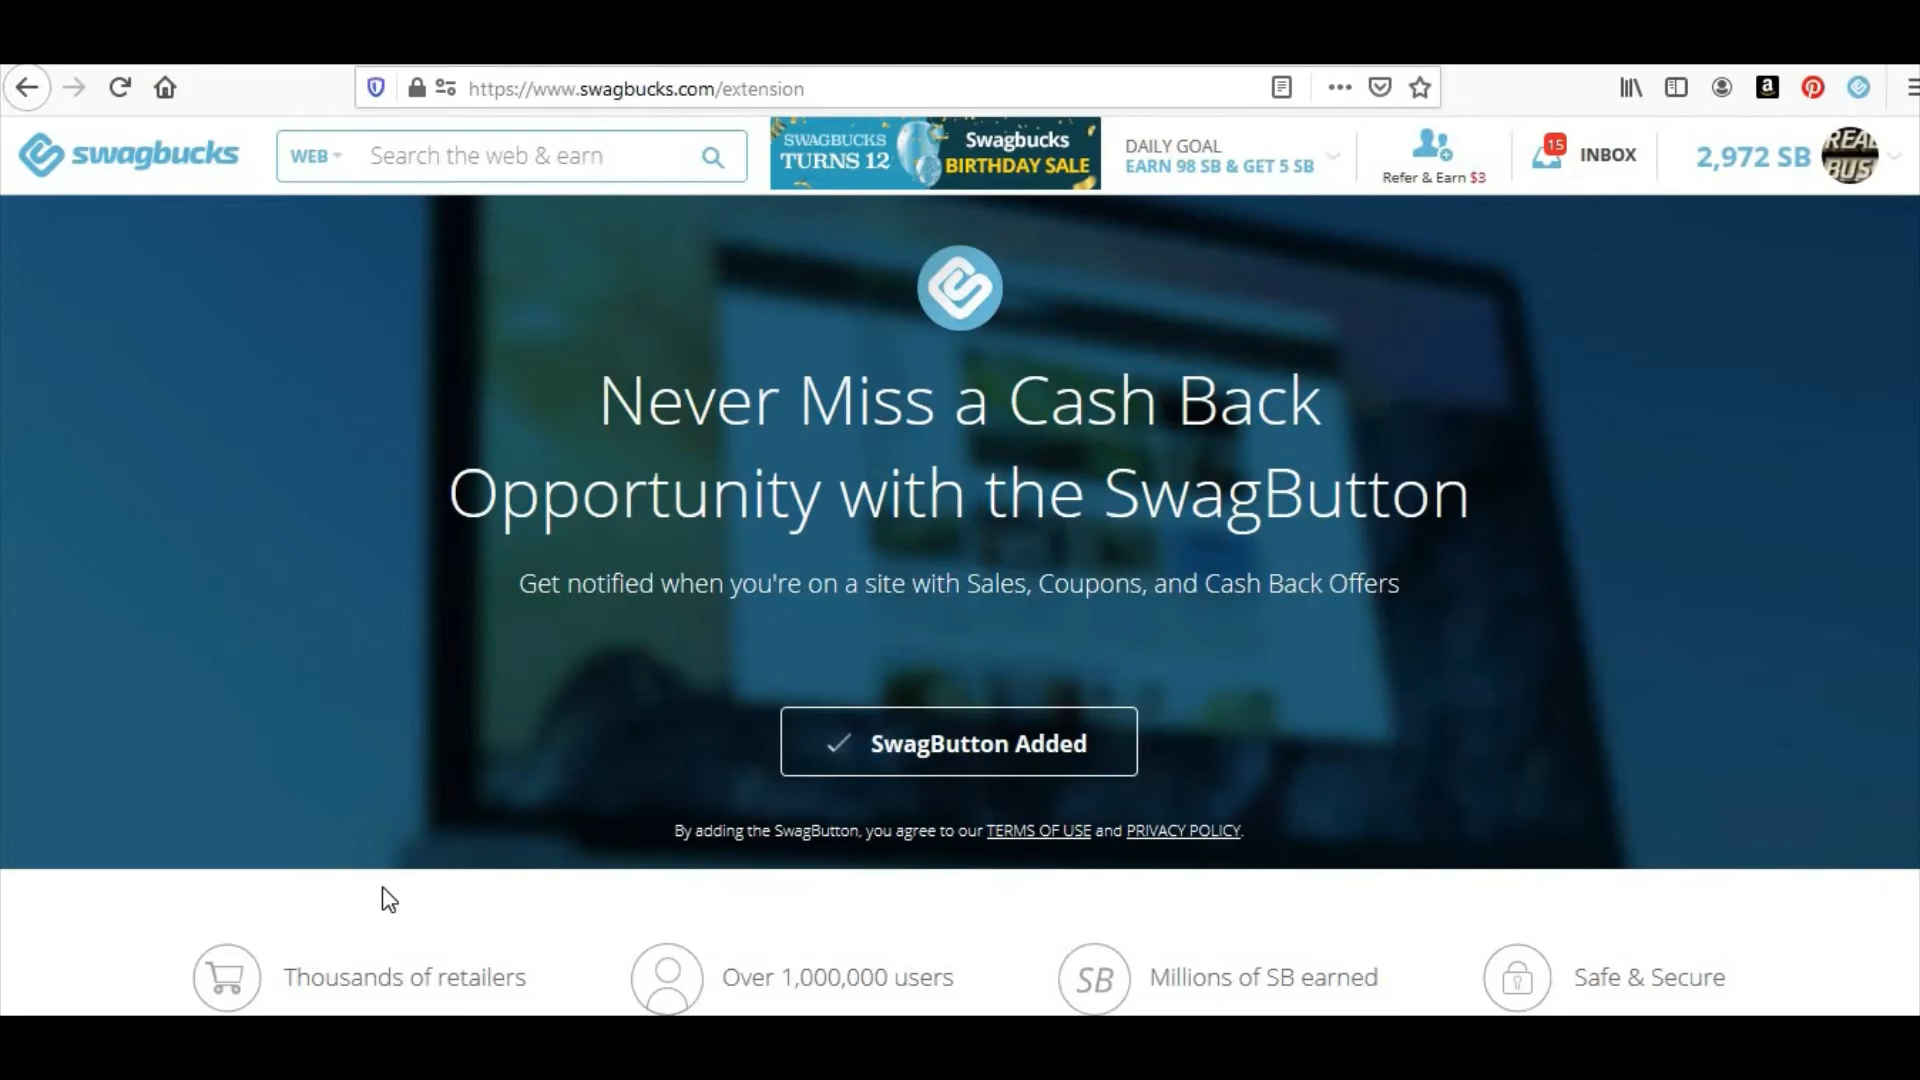 https://www.swagbucks.com/extension
swagbucks
WEB
Search the web & earn
SWAGBUCKS
TURNS 12
Swagbucks
BIRTHDAY SALE
DAILY GOAL
EARN 98 SB & GET 5 SB
Refer & Earn $3
15
INBOX
2,972 SB
REAL
BUS
Never Miss a Cash Back
Opportunity with the SwagButton
Get notified when you're on a site with Sales, Coupons, and Cash Back Offers
SwagButton Added
By adding the SwagButton, you agree to our TERMS OF USE and PRIVACY POLICY.
Thousands of retailers
Over 1,000,000 users
SB
Millions of SB earned
Safe & Secure